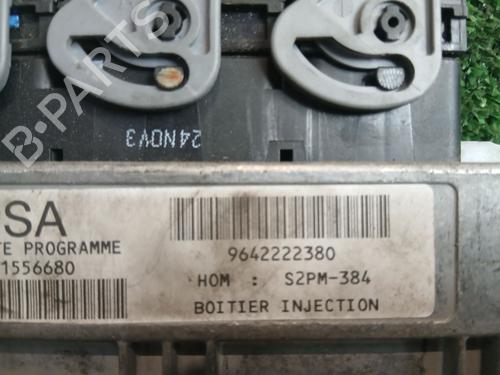 24NOV3
SA
TE PROGRAMME
1556680
9642222380
HOM : S2PM-384
BOITIER INJECTION
B-PARTS